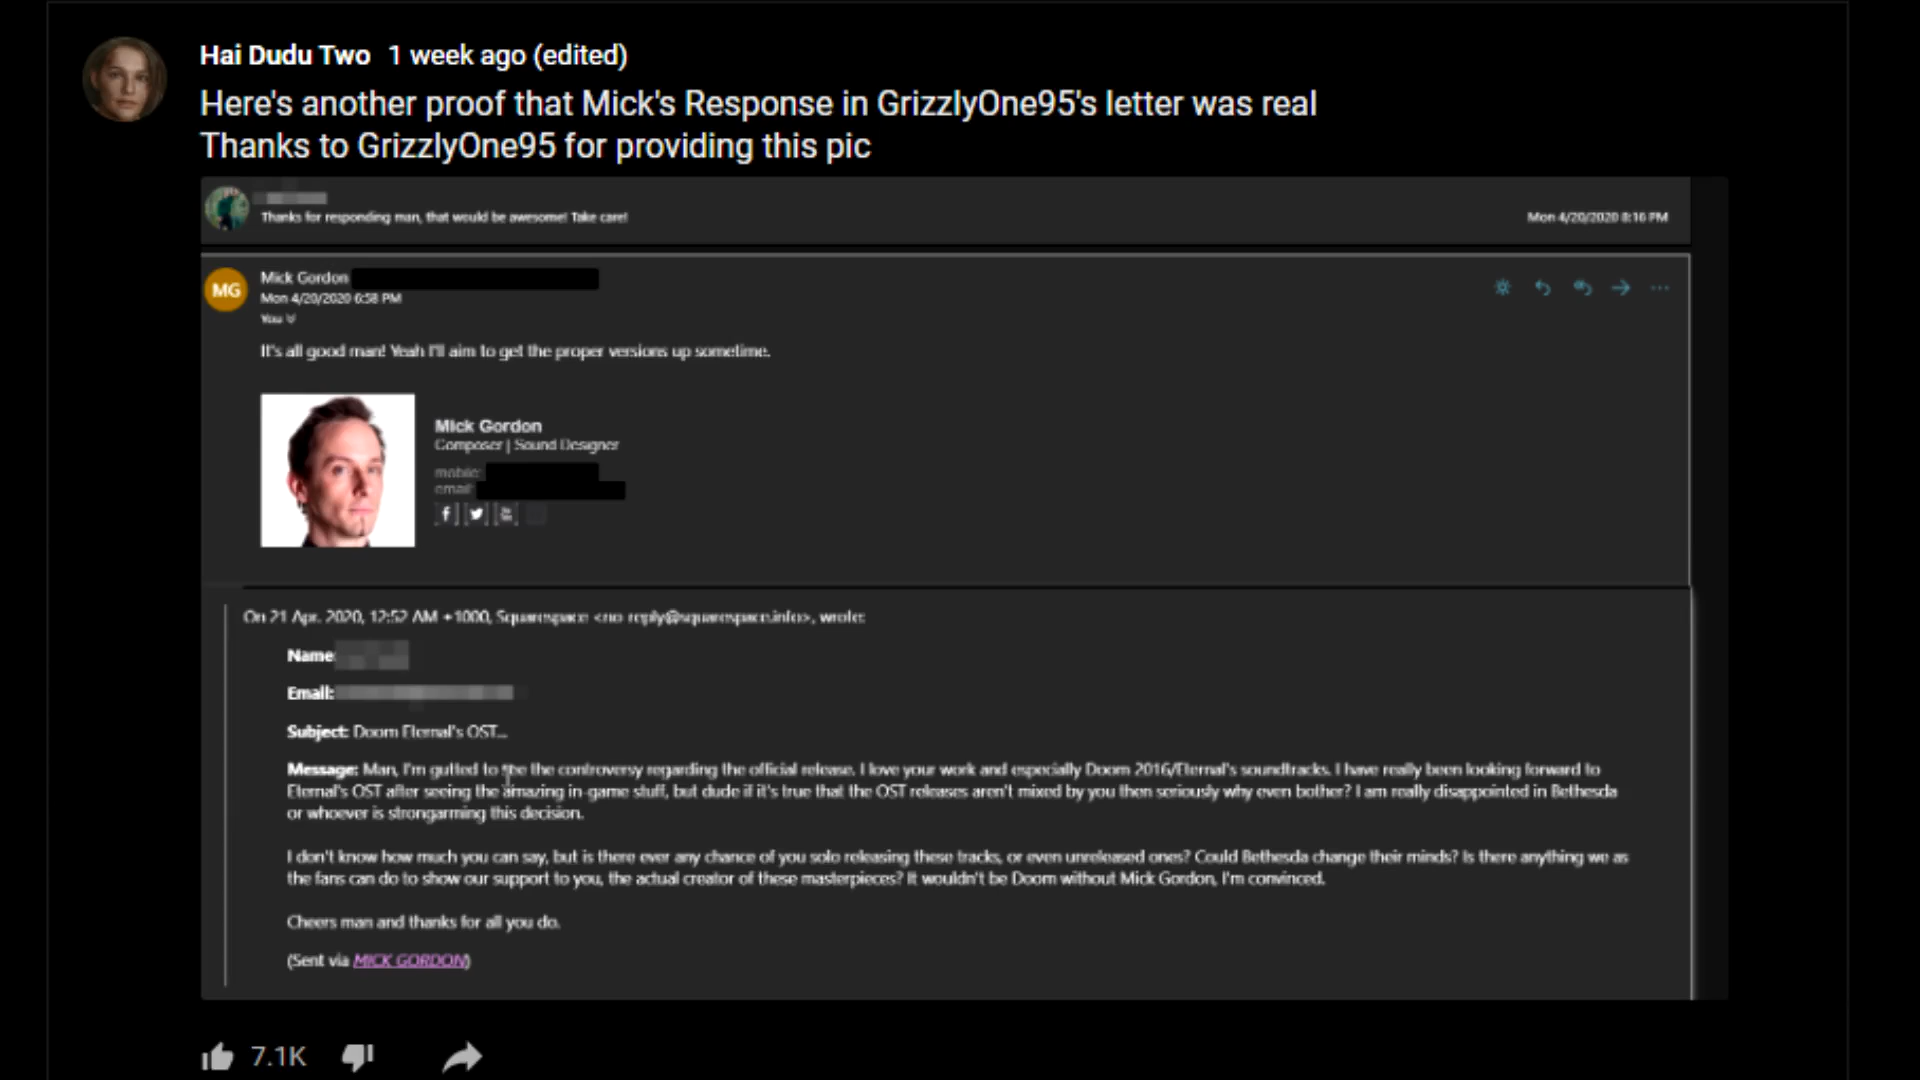 Hai Dudu Two 1 week ago (edited)
Here's another proof that Mick's Response in GrizzlyOne95's letter was real
Thanks to GrizzlyOne95 for providing this pic
Thanks for responding man, that would be awesome! Take care!
Mon 4/20/2020 8:16 PM
MG
Mick Gordon
Mon 4/20/2020 6:58 PM
You
It's all good man! Yeah I'll aim to get the proper versions up sometime.
Mick Gordon
Composer | Sound Designer
mobile:
email:
On 21 Apr. 2020, 12:52 AM +1000, Squarespace <no-reply@squarespace.info>, wrote:
Name:
Email:
Subject: Doom Eternal's OST...
Message: Man, I'm gutted to see the controversy regarding the official release. I love your work and especially Doom 2016/Eternal's soundtracks. I have really been looking forward to
Eternal's OST after seeing the amazing in-game stuff, but dude if it's true that the OST releases aren't mixed by you then seriously why even bother? I am really disappointed in Bethesda
or whoever is strongarming this decision.
I don't know how much you can say, but is there ever any chance of you solo releasing these tracks, or even unreleased ones? Could Bethesda change their minds? Is there anything we as
the fans can do to show our support to you, the actual creator of these masterpieces? It wouldn't be Doom without Mick Gordon, I'm convinced.
Cheers man and thanks for all you do.
(Sent via MICK GORDON)
7.1K